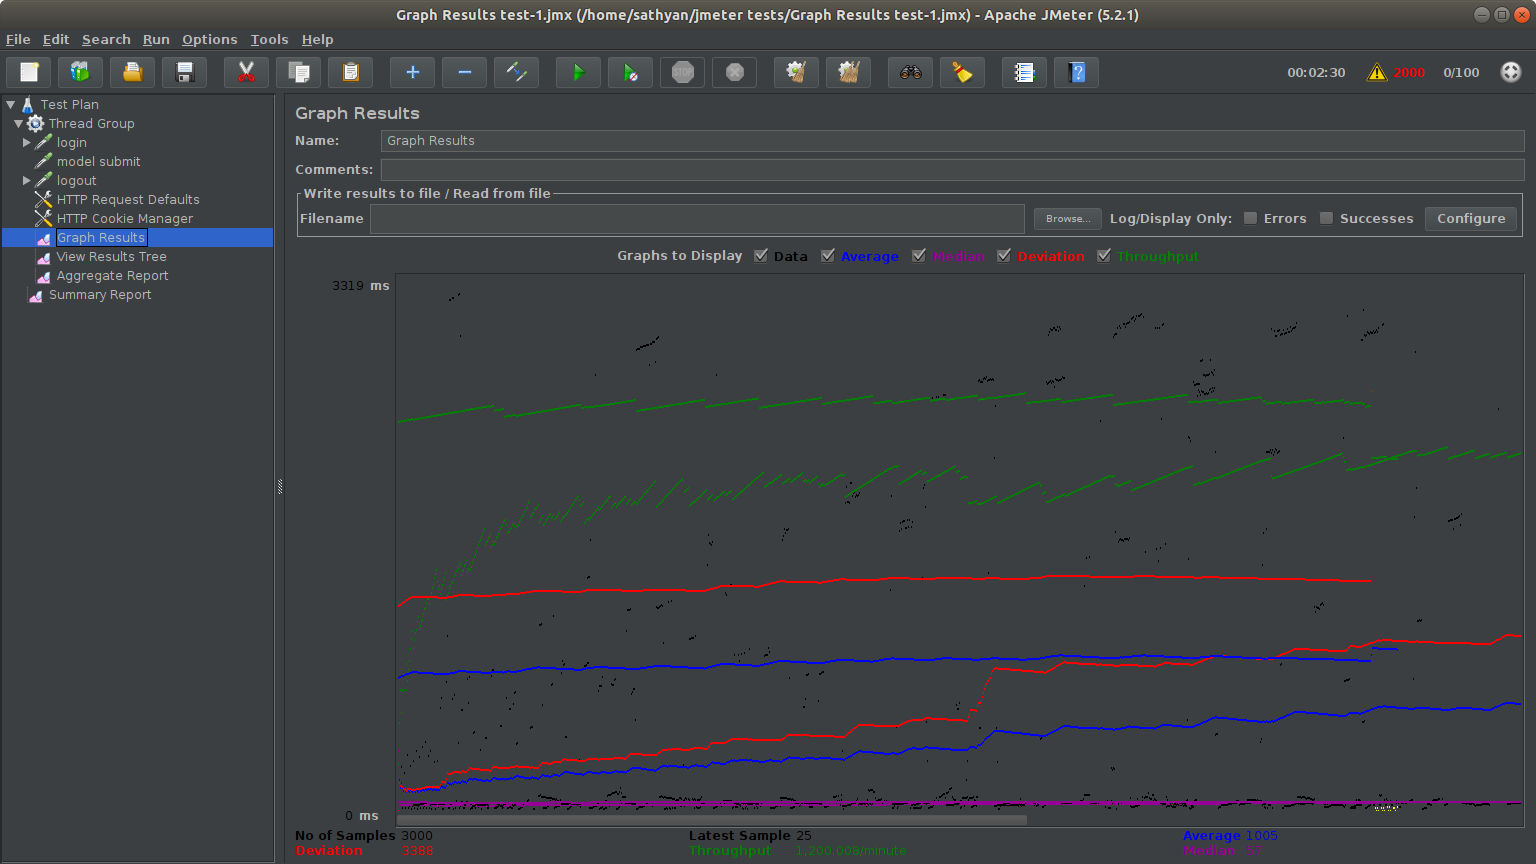 Graph Results test-1.jmx (/home/sathyan/jmeter tests/Graph Results test-1.jmx) - Apache JMeter (5.2.1)
File Edit Search Run Options Tools Help
STOP 00:02:30 2000 0/100
Test Plan
Thread Group
login
model submit
logout
HTTP Request Defaults
HTTP Cookie Manager
Graph Results
View Results Tree
Aggregate Report
Summary Report
Graph Results
Name: Graph Results
Comments:
Write results to file / Read from file
Filename Browse... Log/Display Only: Errors Successes Configure
Graphs to Display Data Average Median Deviation Throughput
3319 ms
0 ms
No of Samples 3000 Latest Sample 25 Average 1005
Deviation 3388 Throughput 1,200.008/minute Median